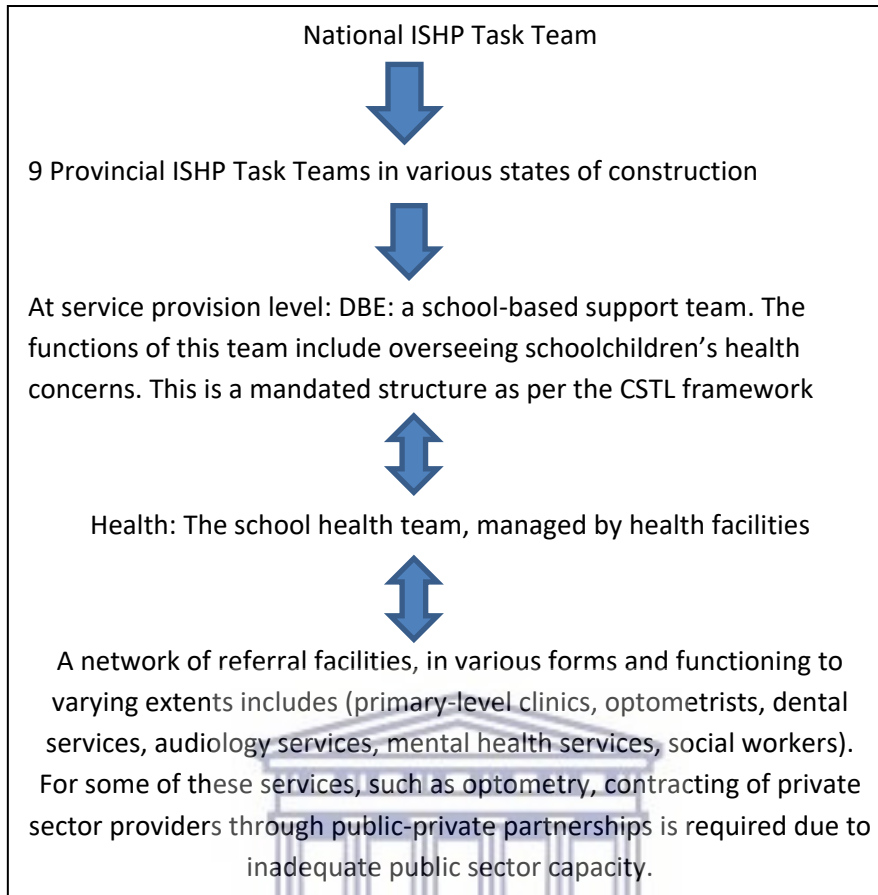 National ISHP Task Team
9 Provincial ISHP Task Teams in various states of construction
At service provision level: DBE: a school-based support team. The
functions of this team include overseeing schoolchildren’s health
concerns. This is a mandated structure as per the CSTL framework
Health: The school health team, managed by health facilities
A network of referral facilities, in various forms and functioning to
varying extents includes (primary-level clinics, optometrists, dental
services, audiology services, mental health services, social workers).
For some of these services, such as optometry, contracting of private
sector providers through public-private partnerships is required due to
inadequate public sector capacity.